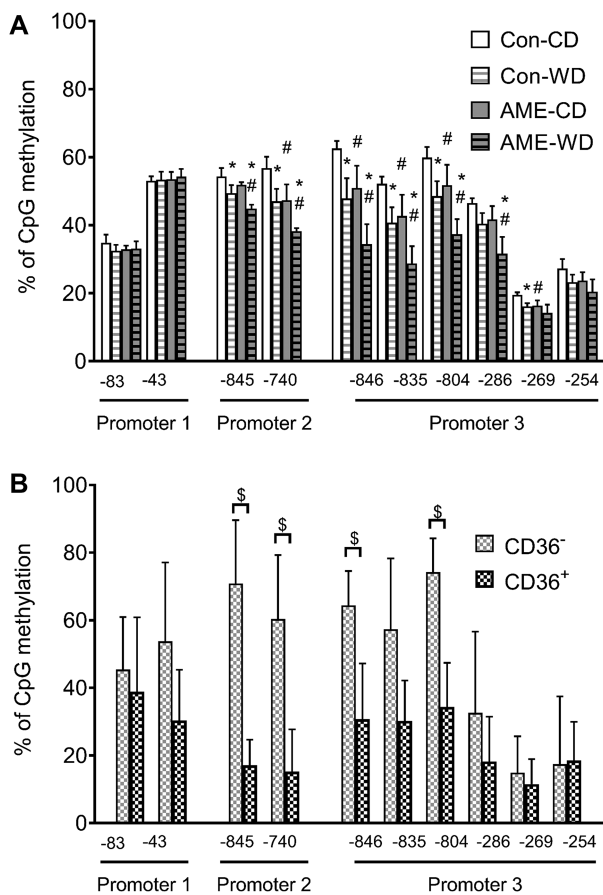 A
% of CpG methylation
100
80
60
40
20
0
Con-CD
Con-WD
AME-CD
AME-WD
* * # * # * # * # * # * # * # * # * # * # * # * #
-83 -43 -845 -740 -846 -835 -804 -286 -269 -254
Promoter 1 Promoter 2 Promoter 3
B
% of CpG methylation
100
80
60
40
20
0
$ $ $ $
CD36-
CD36+
-83 -43 -845 -740 -846 -835 -804 -286 -269 -254
Promoter 1 Promoter 2 Promoter 3